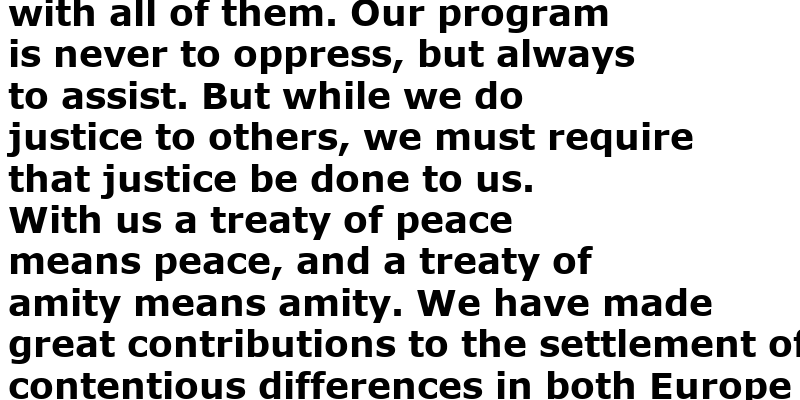 with all of them. Our program
is never to oppress, but always
to assist. But while we do
justice to others, we must require
that justice be done to us.
With us a treaty of peace
means peace, and a treaty of
amity means amity. We have made
great contributions to the settlement of
contentious differences in both Europe